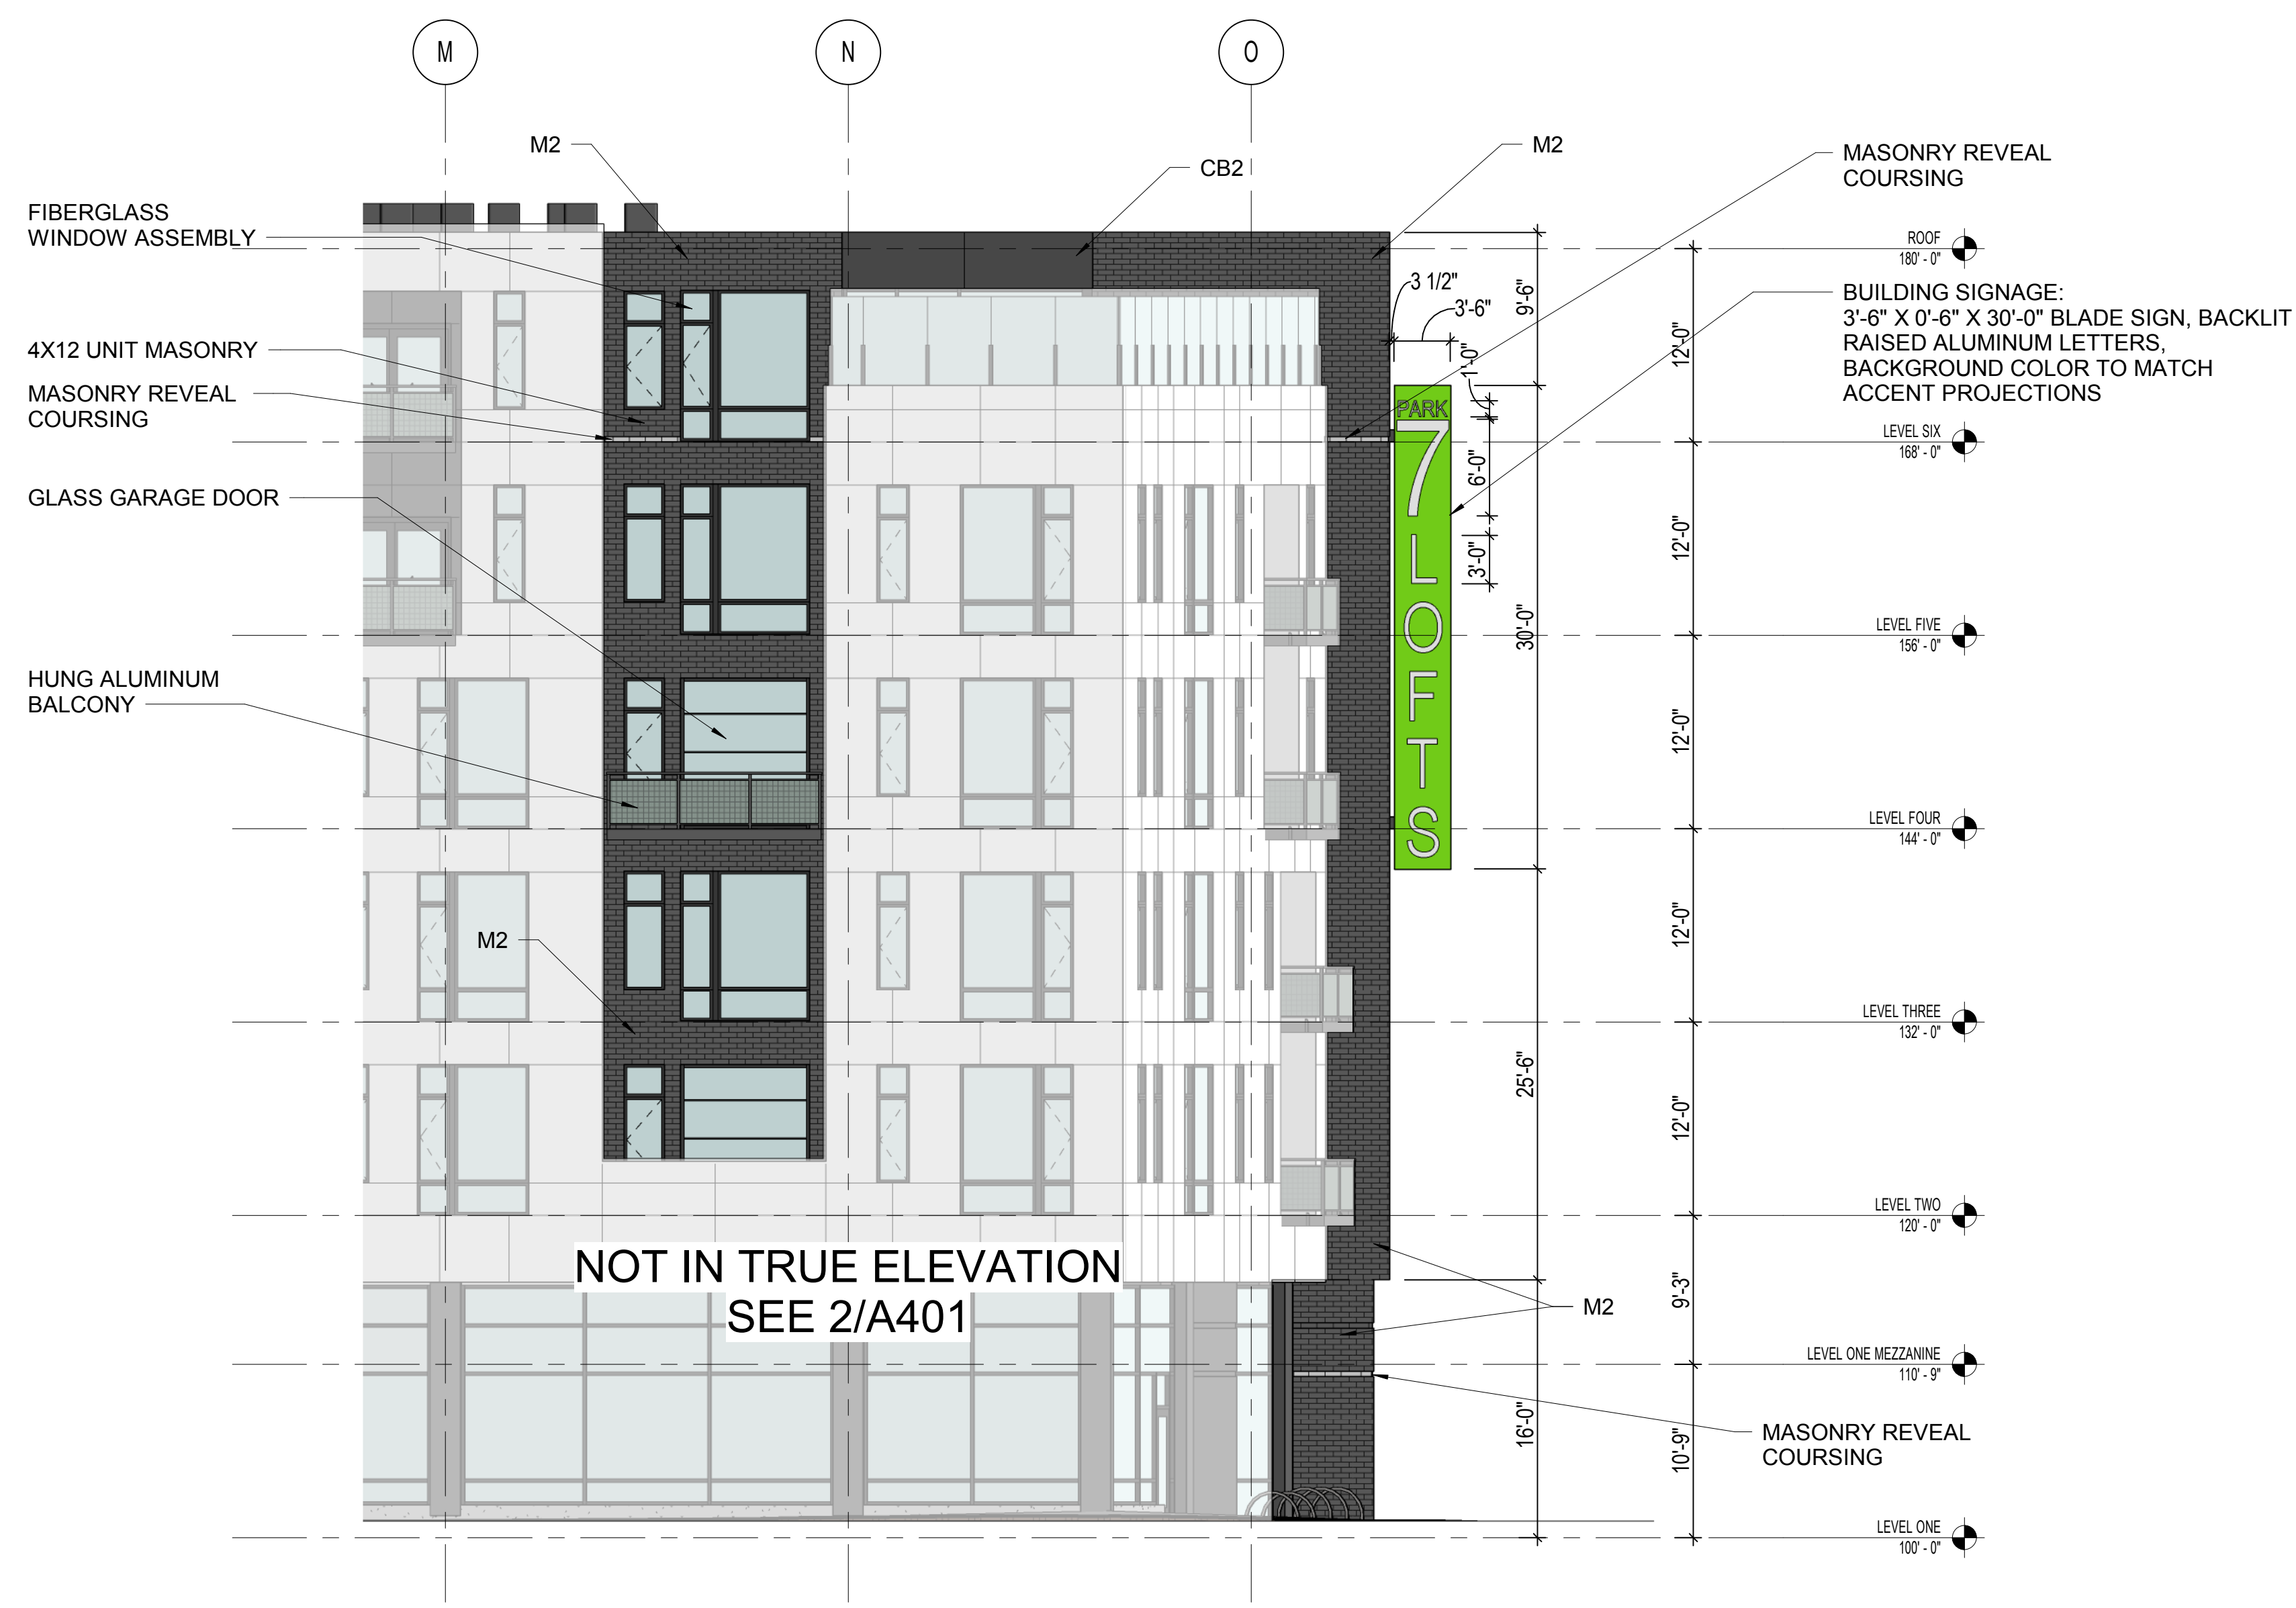 M
N
O
M2
CB2
M2
MASONRY REVEAL
COURSING
FIBERGLASS
WINDOW ASSEMBLY
ROOF
180' - 0"
BUILDING SIGNAGE:
3'-6" X 0'-6" X 30'-0" BLADE SIGN, BACKLIT
RAISED ALUMINUM LETTERS,
BACKGROUND COLOR TO MATCH
ACCENT PROJECTIONS
3 1/2"
3'-6"
9'-6"
12'-0"
1'-0"
4X12 UNIT MASONRY
MASONRY REVEAL
COURSING
PARK
7
L
O
F
T
S
LEVEL SIX
168' - 0"
6'-0"
GLASS GARAGE DOOR
3'-0"
12'-0"
30'-0"
LEVEL FIVE
156' - 0"
HUNG ALUMINUM
BALCONY
12'-0"
LEVEL FOUR
144' - 0"
M2
12'-0"
LEVEL THREE
132' - 0"
25'-6"
12'-0"
LEVEL TWO
120' - 0"
NOT IN TRUE ELEVATION
SEE 2/A401
9'-3"
M2
LEVEL ONE MEZZANINE
110' - 9"
16'-0"
10'-9"
MASONRY REVEAL
COURSING
LEVEL ONE
100' - 0"